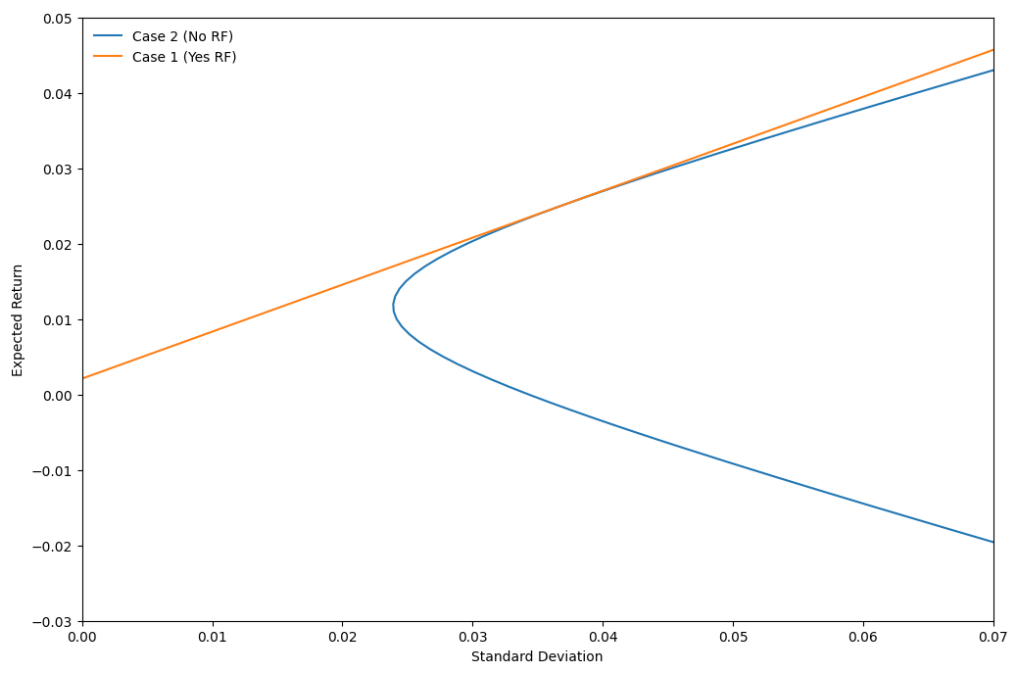 0.05
0.04
0.03
0.02
0.01
0.00
−0.01
−0.02
−0.03
Expected Return
Case 2 (No RF)
Case 1 (Yes RF)
0.00 0.01 0.02 0.03 0.04 0.05 0.06 0.07
Standard Deviation